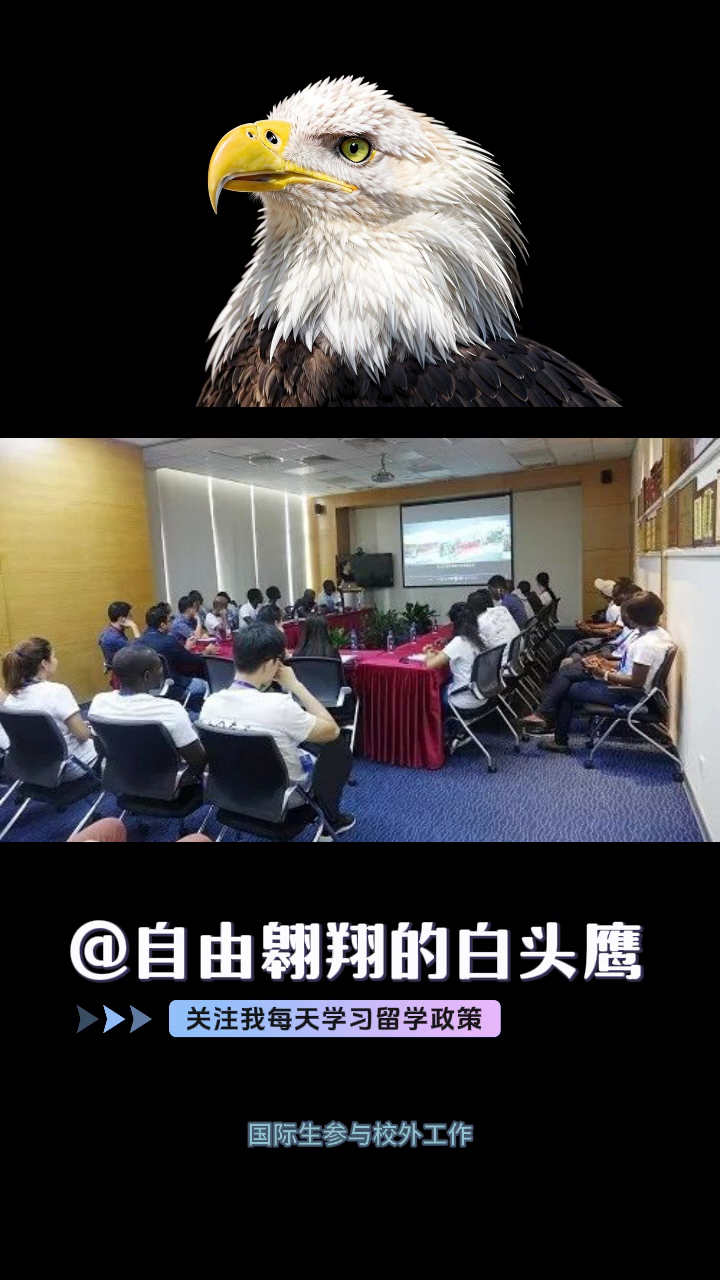 @自由翱翔的白头鹰
关注我每天学习留学政策
国际生参与校外工作